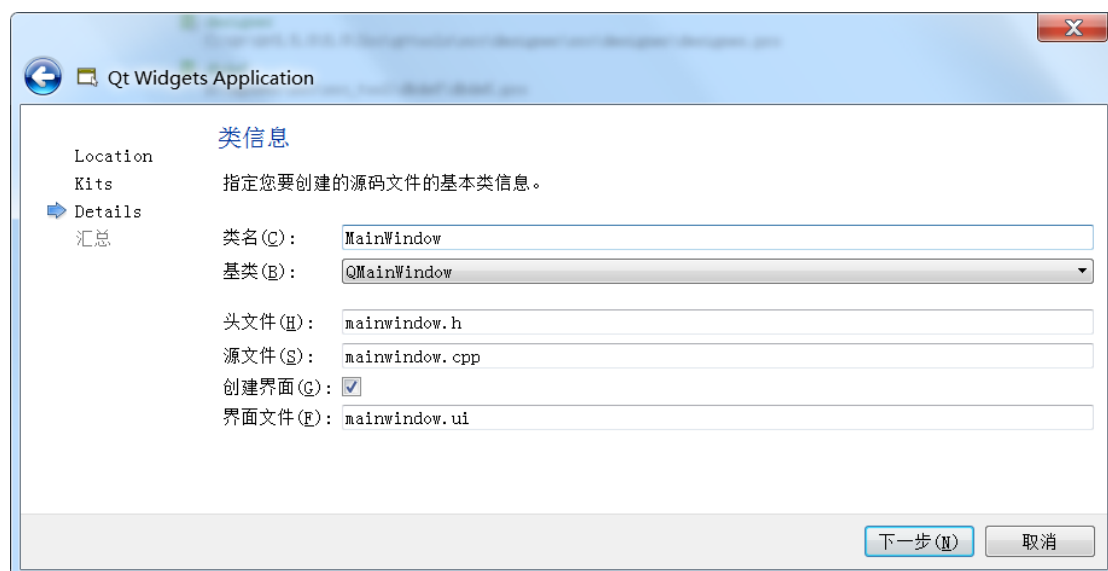 Qt Widgets Application
Location
Kits
Details
汇总
类信息
指定您要创建的源码文件的基本类信息。
类名(C): MainWindow
基类(B): QMainWindow
头文件(H): mainwindow.h
源文件(S): mainwindow.cpp
创建界面(G):
界面文件(F): mainwindow.ui
下一步(N) 取消